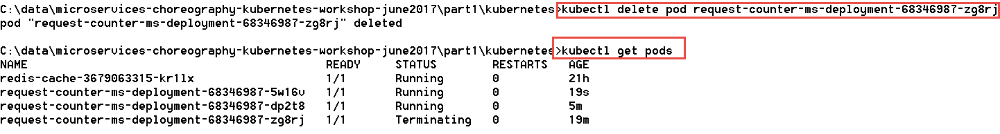 C:\data\microservices-choreography-kubernetes-workshop-june2017\part1\kubernetes>kubectl delete pod request-counter-ms-deployment-68346987-zg8rj
pod "request-counter-ms-deployment-68346987-zg8rj" deleted
C:\data\microservices-choreography-kubernetes-workshop-june2017\part1\kubernetes>kubectl get pods
NAME READY STATUS RESTARTS AGE
redis-cache-3679063315-kr1lx 1/1 Running 0 21h
request-counter-ms-deployment-68346987-5w16v 1/1 Running 0 19s
request-counter-ms-deployment-68346987-dp2t8 1/1 Running 0 5m
request-counter-ms-deployment-68346987-zg8rj 1/1 Terminating 0 19m